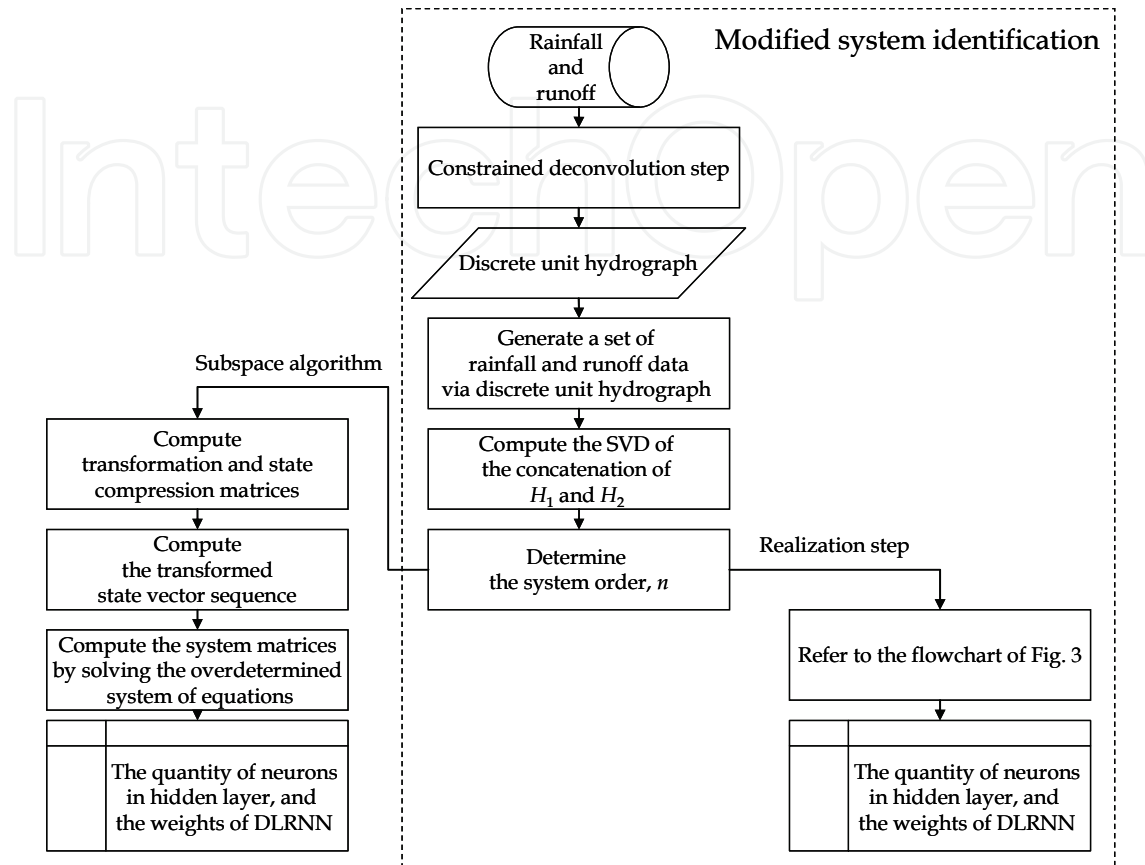 Modified system identification
Rainfall
and
runoff
Constrained deconvolution step
Discrete unit hydrograph
Generate a set of
rainfall and runoff data
via discrete unit hydrograph
Compute the SVD of
the concatenation of
H₁ and H₂
Determine
the system order, n
Subspace algorithm
Compute
transformation and state
compression matrices
Compute
the transformed
state vector sequence
Compute the system matrices
by solving the overdetermined
system of equations
The quantity of neurons
in hidden layer, and
the weights of DLRNN
Realization step
Refer to the flowchart of Fig. 3
The quantity of neurons
in hidden layer, and
the weights of DLRNN
IntechOpen